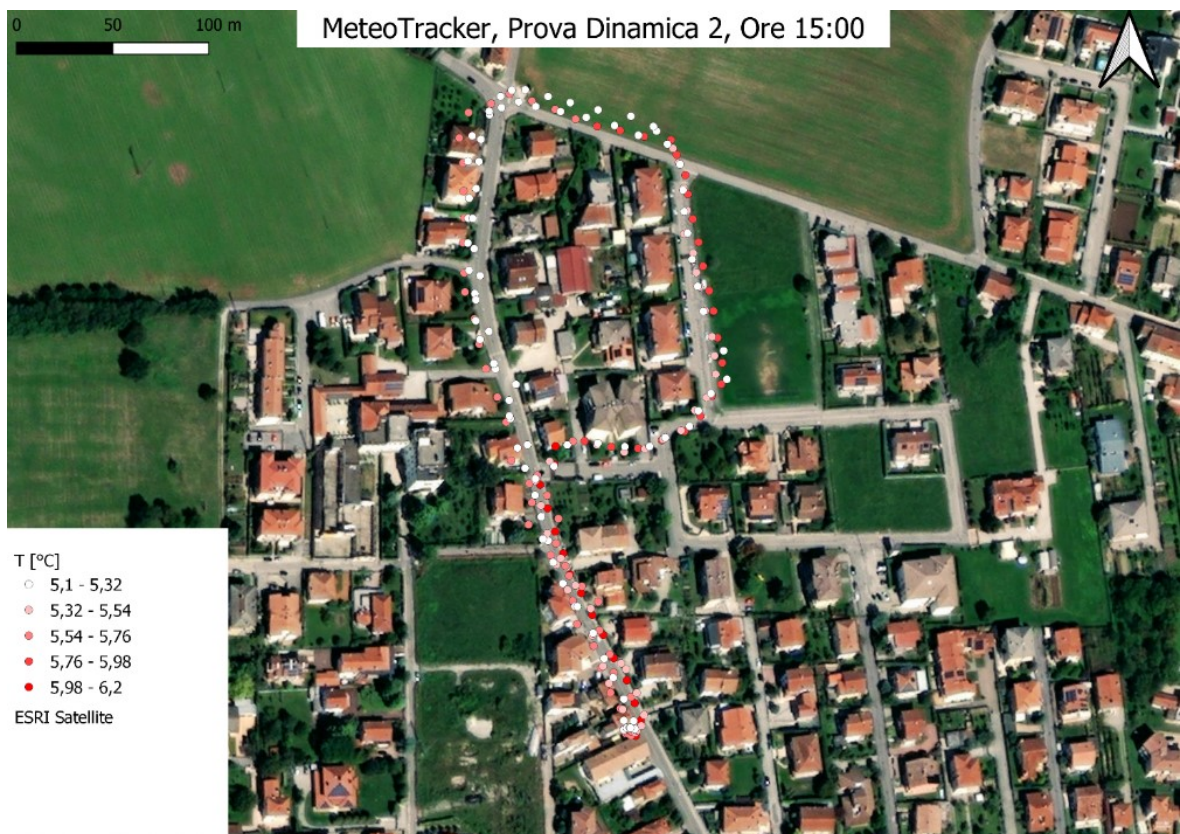 MeteoTracker, Prova Dinamica 2, Ore 15:00
0 50 100 m
T [°C]
5,1 - 5,32
5,32 - 5,54
5,54 - 5,76
5,76 - 5,98
5,98 - 6,2
ESRI Satellite